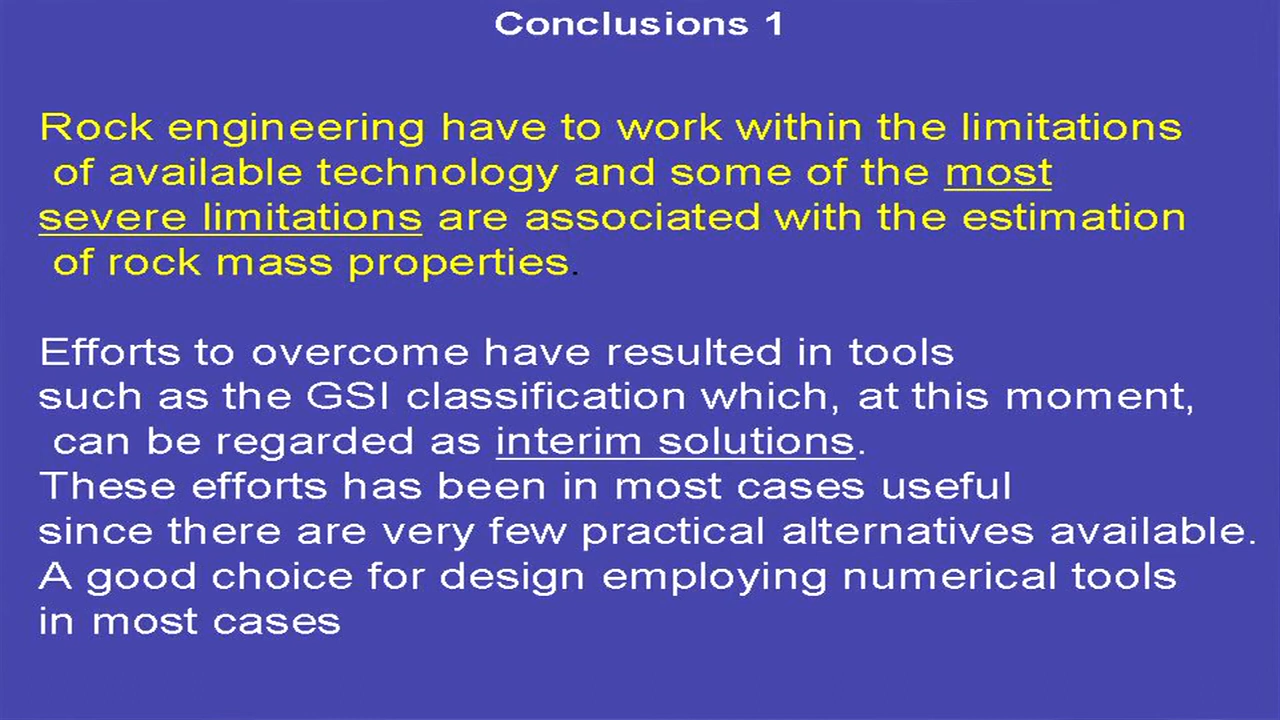 Conclusions 1
Rock engineering have to work within the limitations
of available technology and some of the most
severe limitations are associated with the estimation
of rock mass properties.
Efforts to overcome have resulted in tools
such as the GSI classification which, at this moment,
can be regarded as interim solutions.
These efforts has been in most cases useful
since there are very few practical alternatives available.
A good choice for design employing numerical tools
in most cases